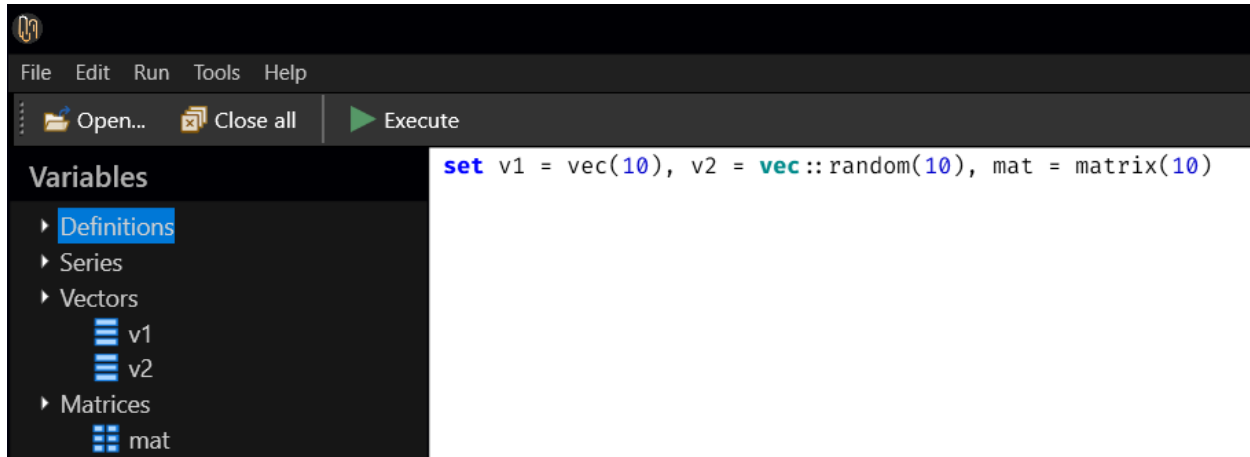 File Edit Run Tools Help
Open... Close all Execute
Variables
set v1 = vec(10), v2 = vec::random(10), mat = matrix(10)
Definitions
Series
Vectors
v1
v2
Matrices
mat